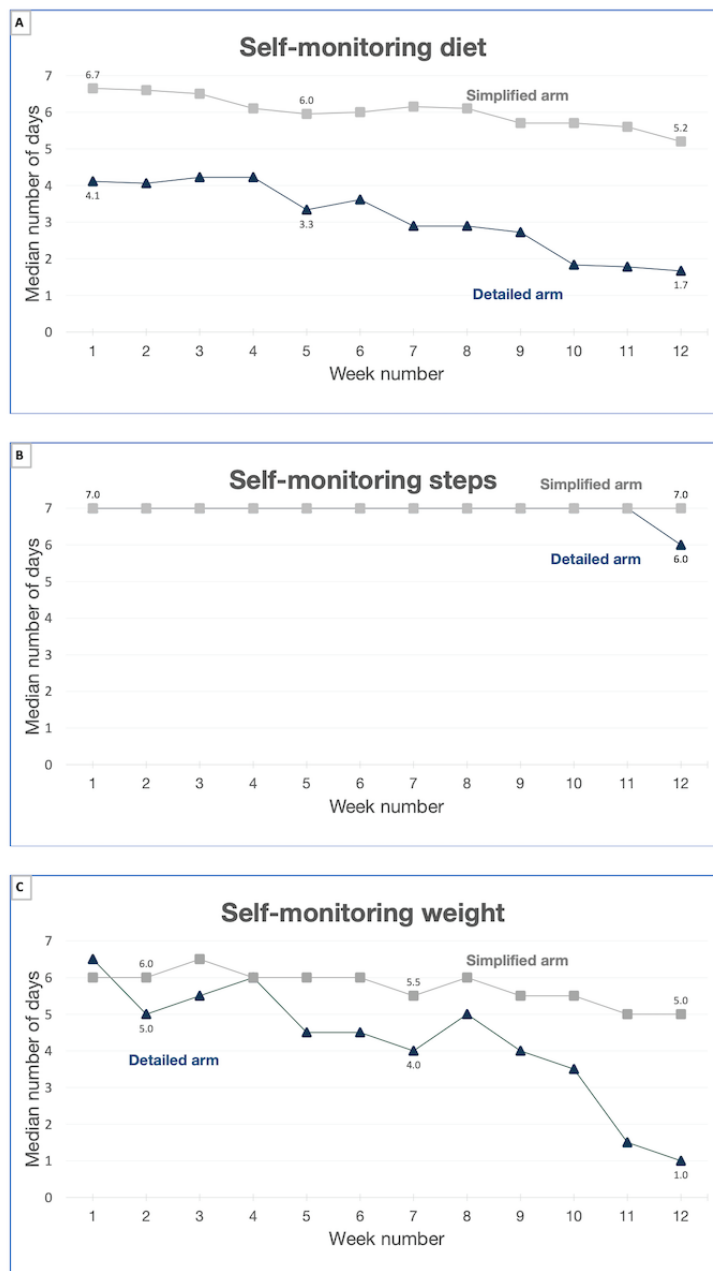 A
Self-monitoring diet
Median number of days
7
6
5
4
3
2
1
0
6.7
6.0
Simplified arm
5.2
4.1
3.3
Detailed arm
1.7
1 2 3 4 5 6 7 8 9 10 11 12
Week number
B
Self-monitoring steps
Median number of days
7
6
5
4
3
2
1
0
7.0
Simplified arm
7.0
Detailed arm
6.0
1 2 3 4 5 6 7 8 9 10 11 12
Week number
C
Self-monitoring weight
Median number of days
7
6
5
4
3
2
1
0
6.0
Simplified arm
5.5
5.0
5.0
Detailed arm
4.0
1.0
1 2 3 4 5 6 7 8 9 10 11 12
Week number